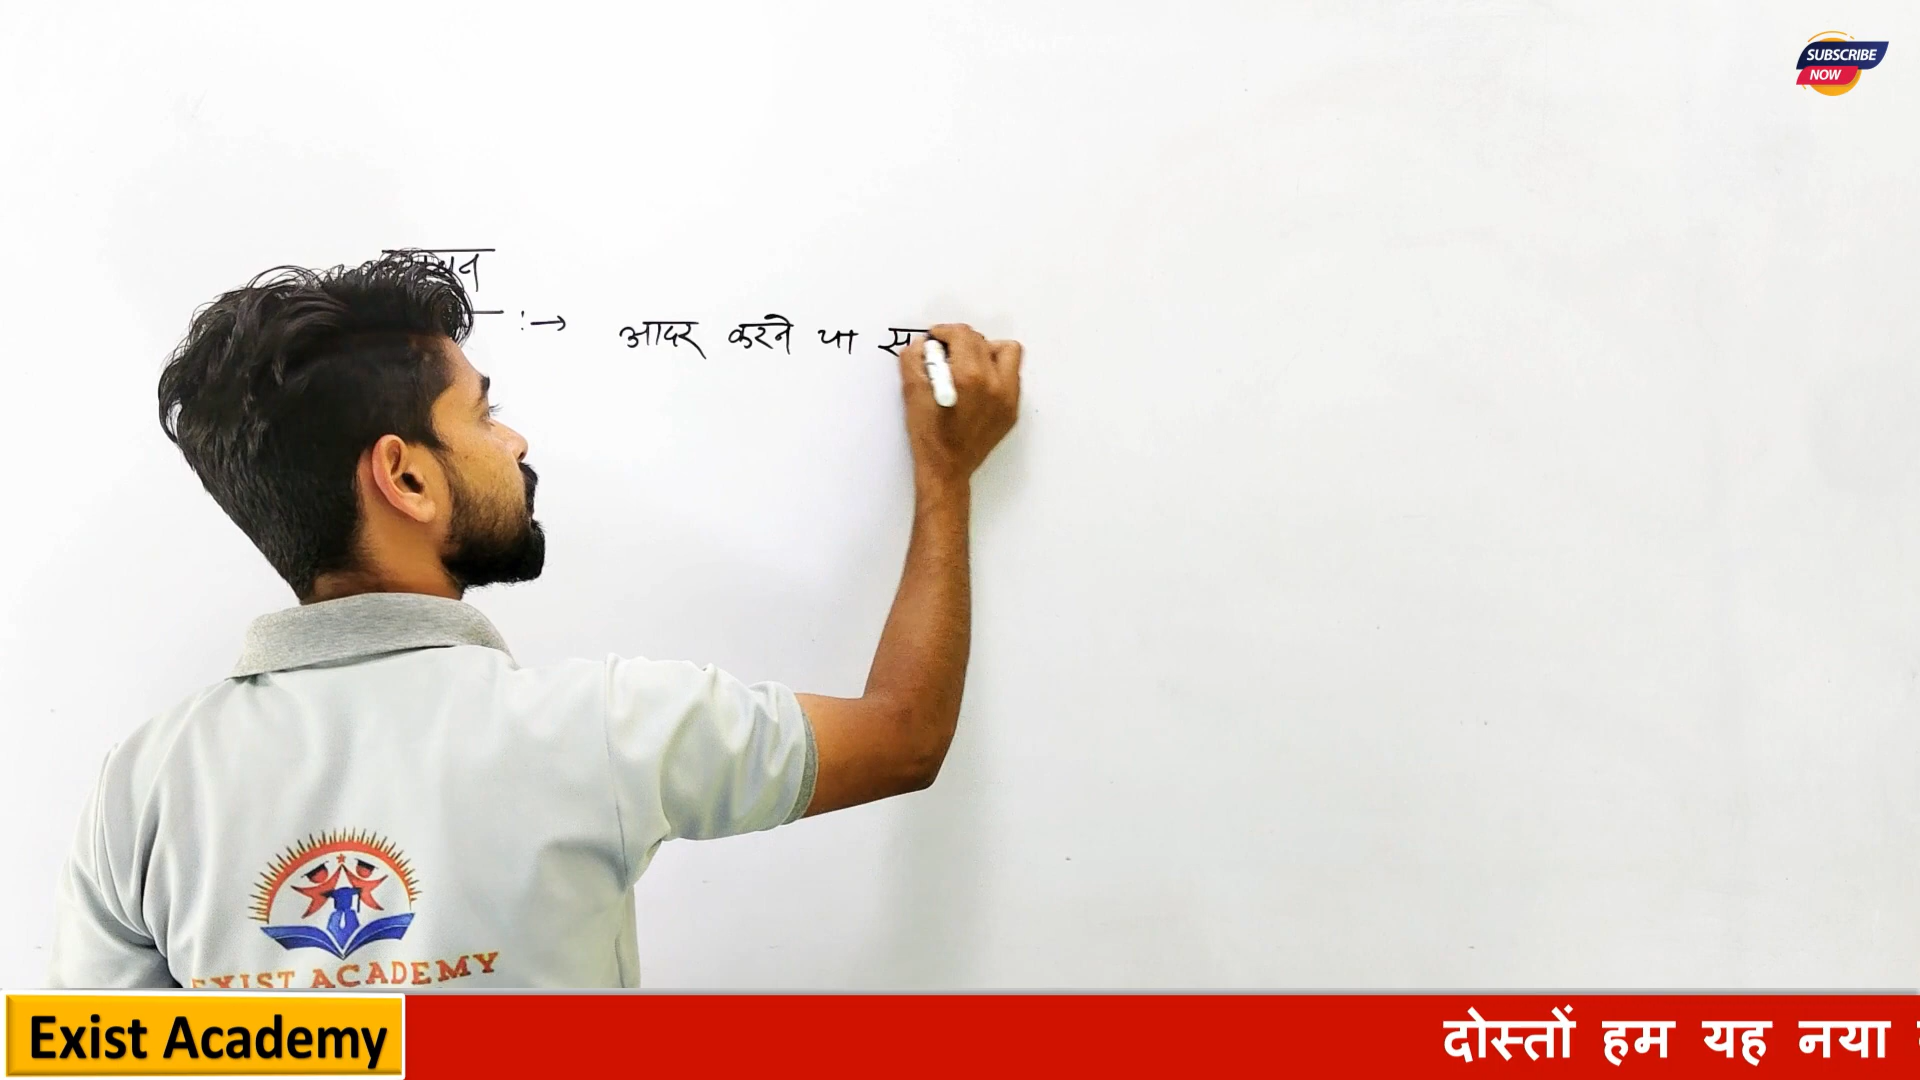 SUBSCRIBE
NOW
:→ आदर करने या
EXIST ACADEMY
Exist Academy
दोस्तों हम यह नया